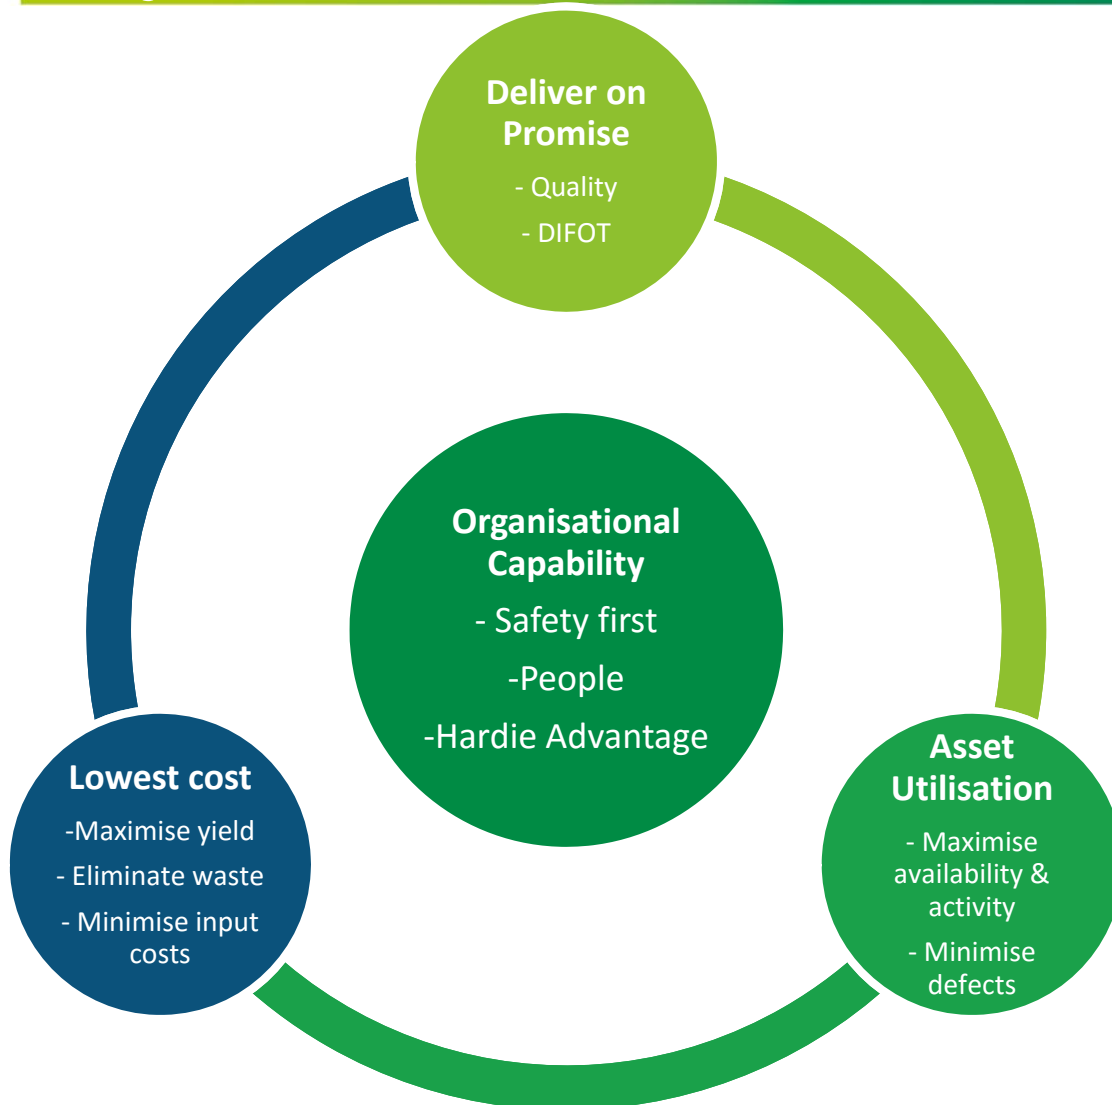 Deliver on
Promise
- Quality
- DIFOT
Organisational
Capability
- Safety first
-People
-Hardie Advantage
Lowest cost
-Maximise yield
- Eliminate waste
- Minimise input
costs
Asset
Utilisation
- Maximise
availability &
activity
- Minimise
defects